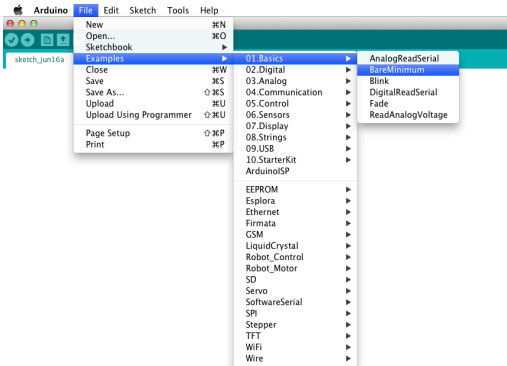 Arduino File Edit Sketch Tools Help
sketch_jun16a
New ⌘N
Open... ⌘O
Sketchbook
Examples
Close ⌘W
Save ⌘S
Save As... ⇧⌘S
Upload ⌘U
Upload Using Programmer ⇧⌘U
Page Setup ⇧⌘P
Print ⌘P
01.Basics
02.Digital
03.Analog
04.Communication
05.Control
06.Sensors
07.Display
08.Strings
09.USB
10.StarterKit
ArduinoISP
EEPROM
Esplora
Ethernet
Firmata
GSM
LiquidCrystal
Robot_Control
Robot_Motor
SD
Servo
SoftwareSerial
SPI
Stepper
TFT
WiFi
Wire
AnalogReadSerial
BareMinimum
Blink
DigitalReadSerial
Fade
ReadAnalogVoltage